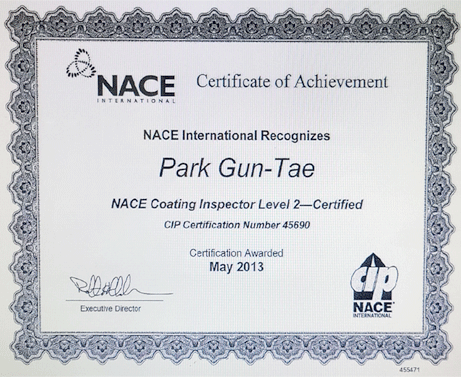 NACE
INTERNATIONAL
Certificate of Achievement
NACE International Recognizes
Park Gun-Tae
NACE Coating Inspector Level 2—Certified
CIP Certification Number 45690
Certification Awarded
May 2013
Executive Director
cip
NACE
INTERNATIONAL
455471